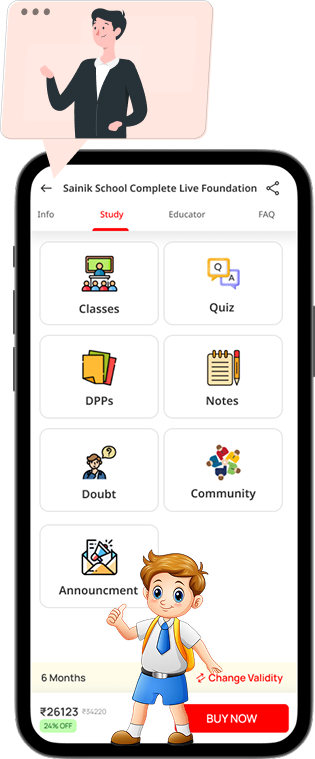 Sainik School Complete Live Foundation
Info Study Educator FAQ
Classes
Quiz
Q
A
DPPs
Notes
?
Doubt
Community
Announcment
6 Months
Change Validity
₹26123 ₹34220
24% OFF
BUY NOW